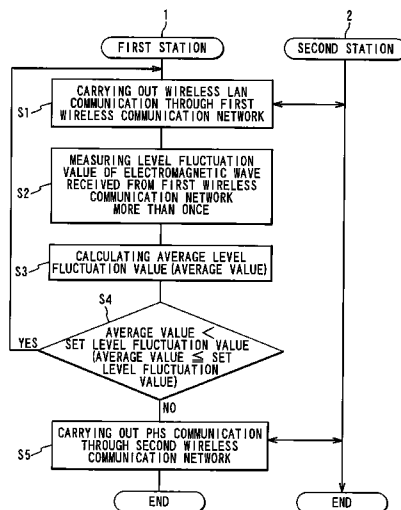 1
2
FIRST STATION
SECOND STATION
S1
CARRYING OUT WIRELESS LAN
COMMUNICATION THROUGH FIRST
WIRELESS COMMUNICATION NETWORK
S2
MEASURING LEVEL FLUCTUATION
VALUE OF ELECTROMAGNETIC WAVE
RECEIVED FROM FIRST WIRELESS
COMMUNICATION NETWORK
MORE THAN ONCE
S3
CALCULATING AVERAGE LEVEL
FLUCTUATION VALUE(AVERAGE VALUE)
S4
YES
AVERAGE VALUE <
SET LEVEL FLUCTUATION VALUE
(AVERAGE VALUE ≦ SET
LEVEL FLUCTUATION
VALUE)
NO
S5
CARRYING OUT PHS COMMUNICATION
THROUGH SECOND WIRELESS
COMMUNICATION NETWORK
END
END